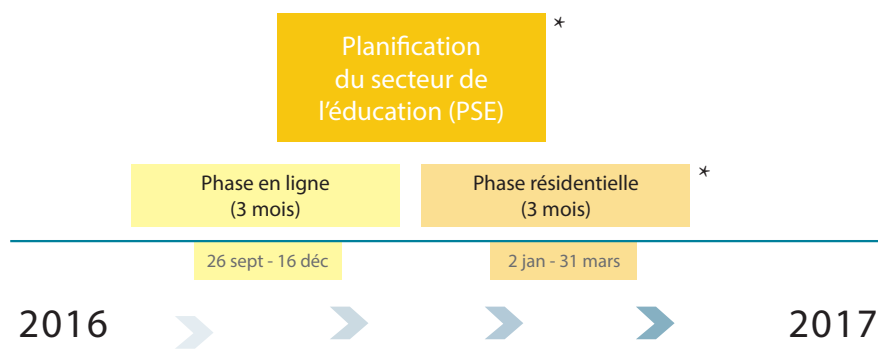 Planification
du secteur de
l'éducation (PSE)
*
Phase en ligne
(3 mois)
Phase résidentielle
(3 mois)
*
26 sept - 16 déc
2 jan - 31 mars
2016
2017